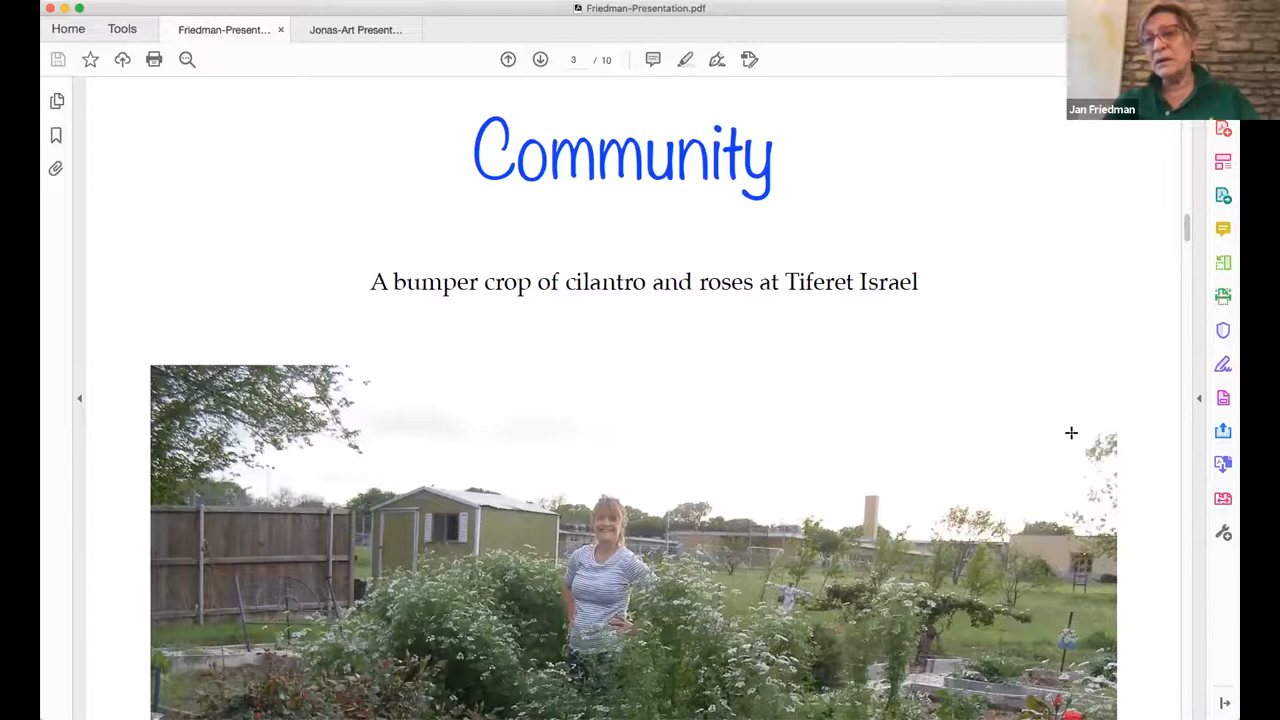 Friedman-Presentation.pdf
Home Tools Friedman-Present... × Jonas-Art Present...
3 / 10
Jan Friedman
Community
A bumper crop of cilantro and roses at Tiferet Israel